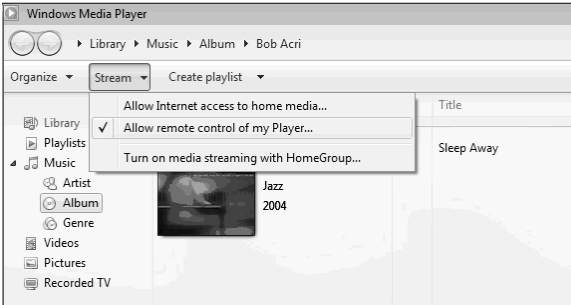 Windows Media Player
Library Music Album Bob Acri
Organize Stream Create playlist
Allow Internet access to home media...
Allow remote control of my Player...
Turn on media streaming with HomeGroup...
Title
Library
Playlists
Music
Artist
Album
Genre
Videos
Pictures
Recorded TV
Jazz
2004
Sleep Away